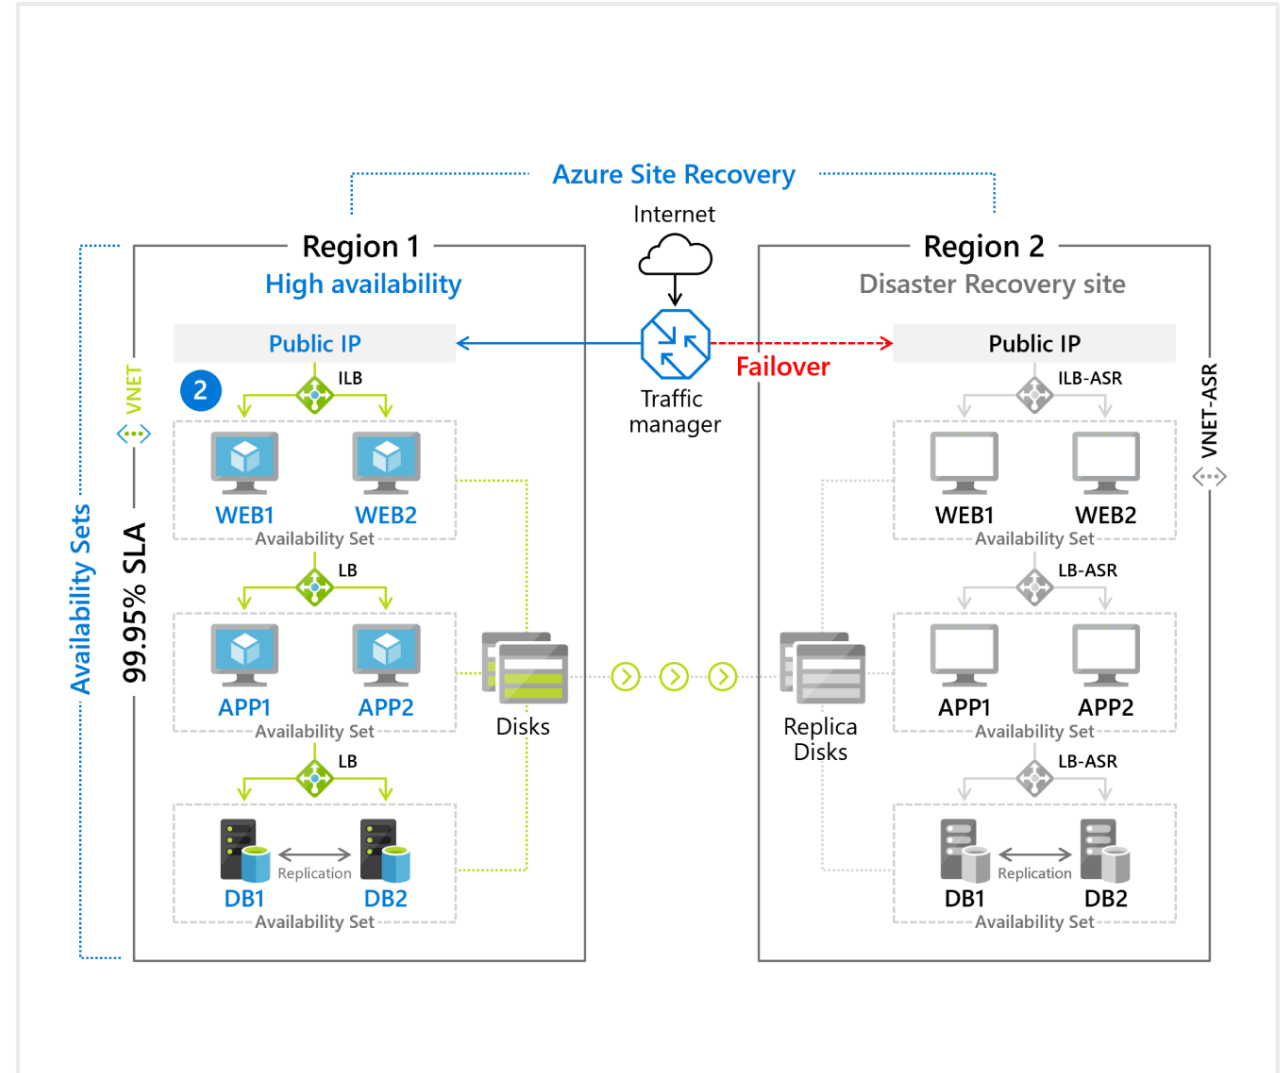 Azure Site Recovery
Internet
Region 1
High availability
Region 2
Disaster Recovery site
Public IP
Failover
Public IP
Traffic
manager
2
ILB
WEB1
WEB2
Availability Set
LB
APP1
APP2
Availability Set
LB
DB1
Replication
DB2
Availability Set
VNET
99.95% SLA
Availability Sets
Disks
Replica
Disks
ILB-ASR
WEB1
WEB2
Availability Set
LB-ASR
APP1
APP2
Availability Set
LB-ASR
DB1
Replication
DB2
Availability Set
VNET-ASR